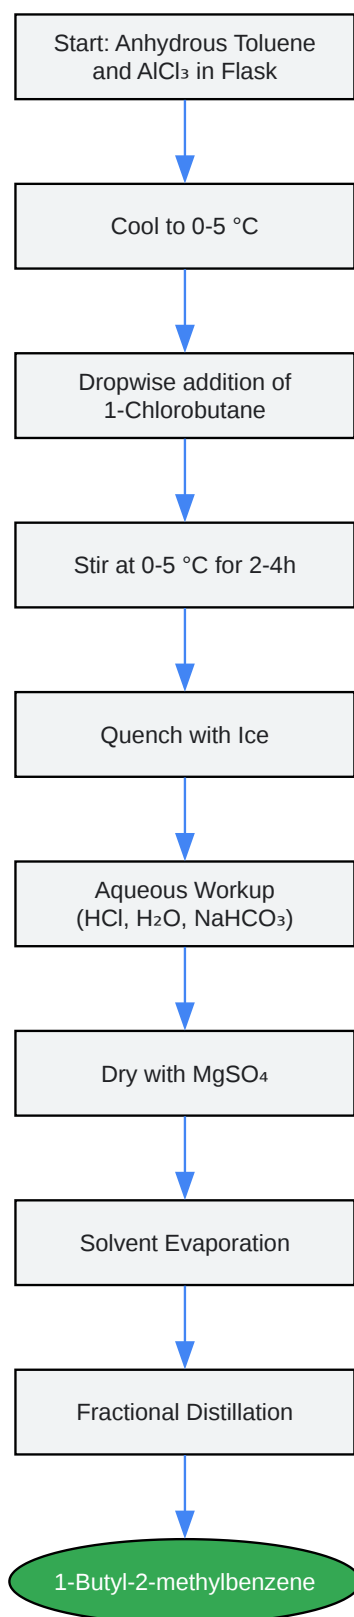 Start: Anhydrous Toluene
and AlCl₃ in Flask
Cool to 0-5 °C
Dropwise addition of
1-Chlorobutane
Stir at 0-5 °C for 2-4h
Quench with Ice
Aqueous Workup
(HCl, H₂O, NaHCO₃)
Dry with MgSO₄
Solvent Evaporation
Fractional Distillation
1-Butyl-2-methylbenzene